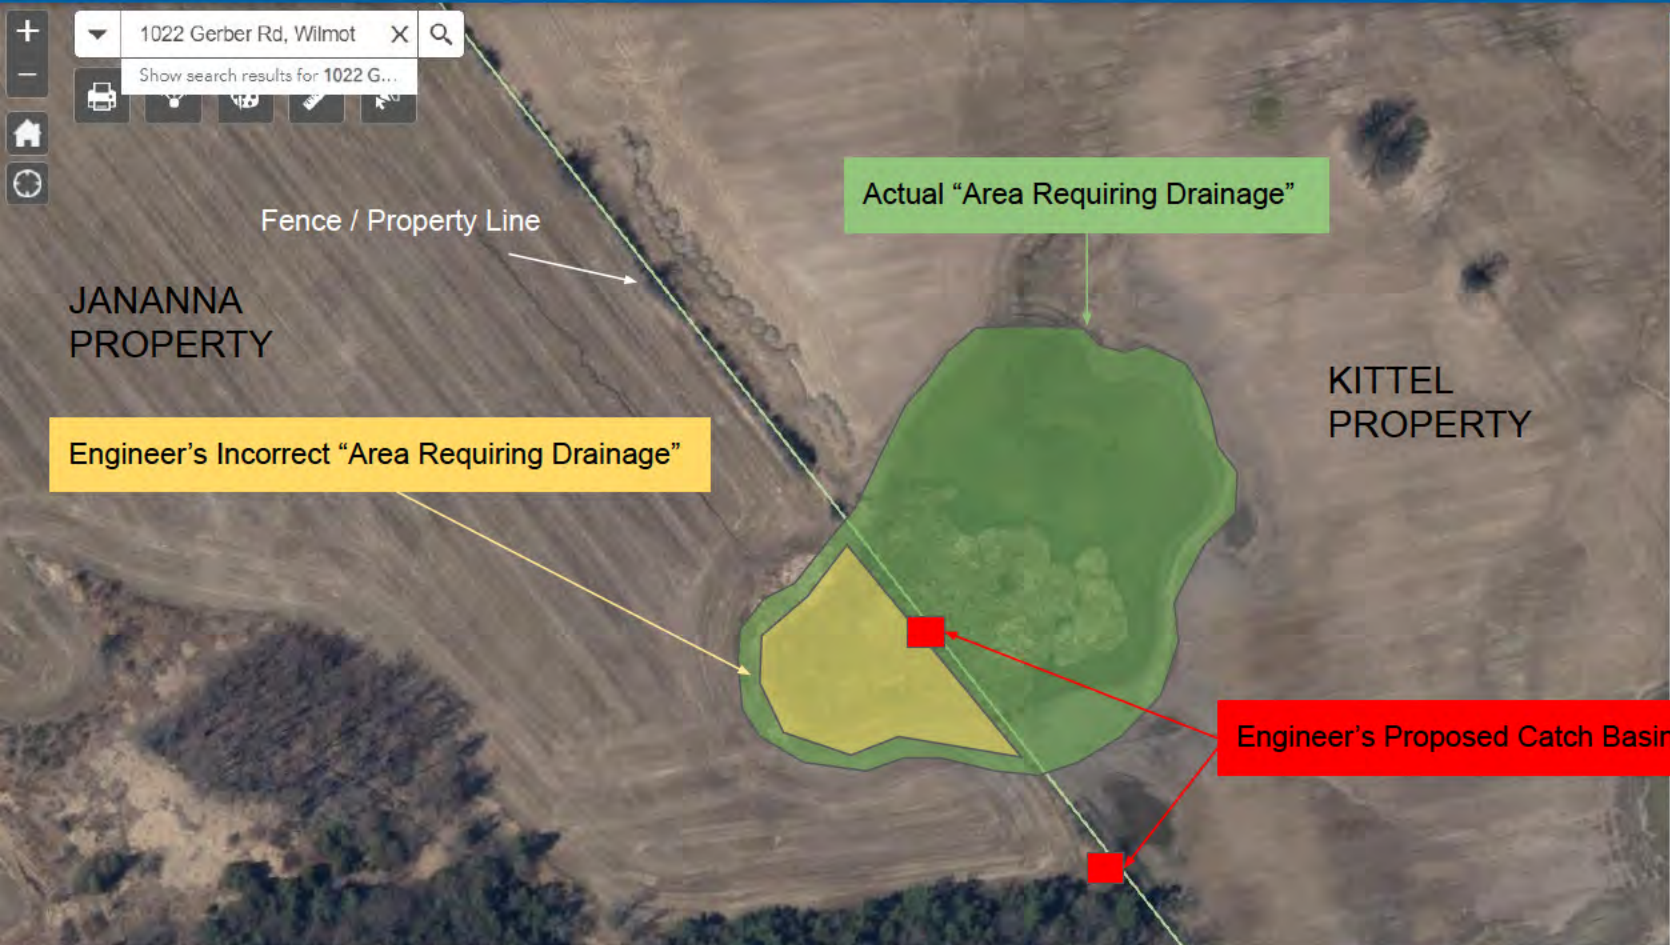 1022 Gerber Rd, Wilmot
Show search results for 1022 G...
Actual “Area Requiring Drainage”
Fence / Property Line
JANANNA
PROPERTY
KITTEL
PROPERTY
Engineer’s Incorrect “Area Requiring Drainage”
Engineer’s Proposed Catch Basin